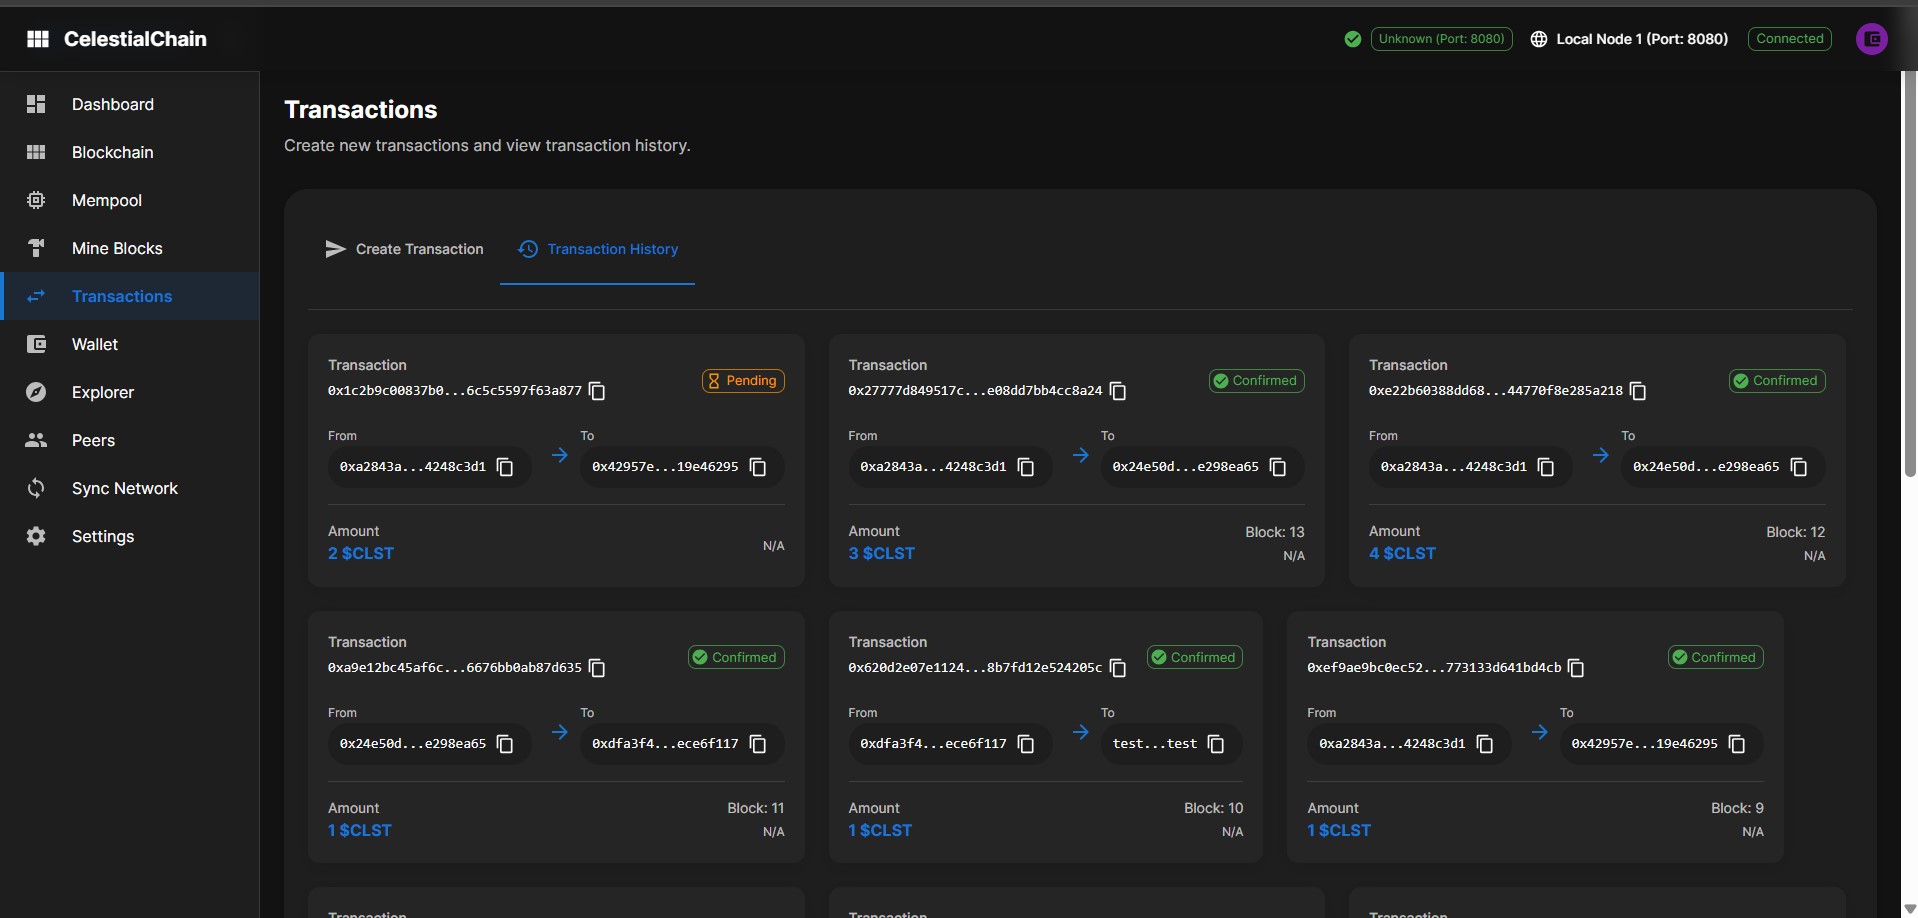 CelestialChain
Unknown (Port: 8080)
Local Node 1 (Port: 8080)
Connected
Dashboard
Blockchain
Mempool
Mine Blocks
Transactions
Wallet
Explorer
Peers
Sync Network
Settings
Transactions
Create new transactions and view transaction history.
Create Transaction
Transaction History
Transaction
0x1c2b9c00837b0...6c5c5597f63a877
Pending
From
To
0xa2843a...4248c3d1
0x42957e...19e46295
Amount
2 $CLST
N/A
Transaction
0x27777d849517c...e08dd7bb4cc8a24
Confirmed
From
To
0xa2843a...4248c3d1
0x24e50d...e298ea65
Amount
3 $CLST
Block: 13
N/A
Transaction
0xe22b60388dd68...44770f8e285a218
Confirmed
From
To
0xa2843a...4248c3d1
0x24e50d...e298ea65
Amount
4 $CLST
Block: 12
N/A
Transaction
0xa9e12bc45af6c...6676bb0ab87d635
Confirmed
From
To
0x24e50d...e298ea65
0xdfa3f4...ece6f117
Amount
1 $CLST
Block: 11
N/A
Transaction
0x620d2e07e1124...8b7fd12e524205c
Confirmed
From
To
0xdfa3f4...ece6f117
test...test
Amount
1 $CLST
Block: 10
N/A
Transaction
0xef9ae9bc0ec52...773133d641bd4cb
Confirmed
From
To
0xa2843a...4248c3d1
0x42957e...19e46295
Amount
1 $CLST
Block: 9
N/A
Transaction
Transaction
Transaction